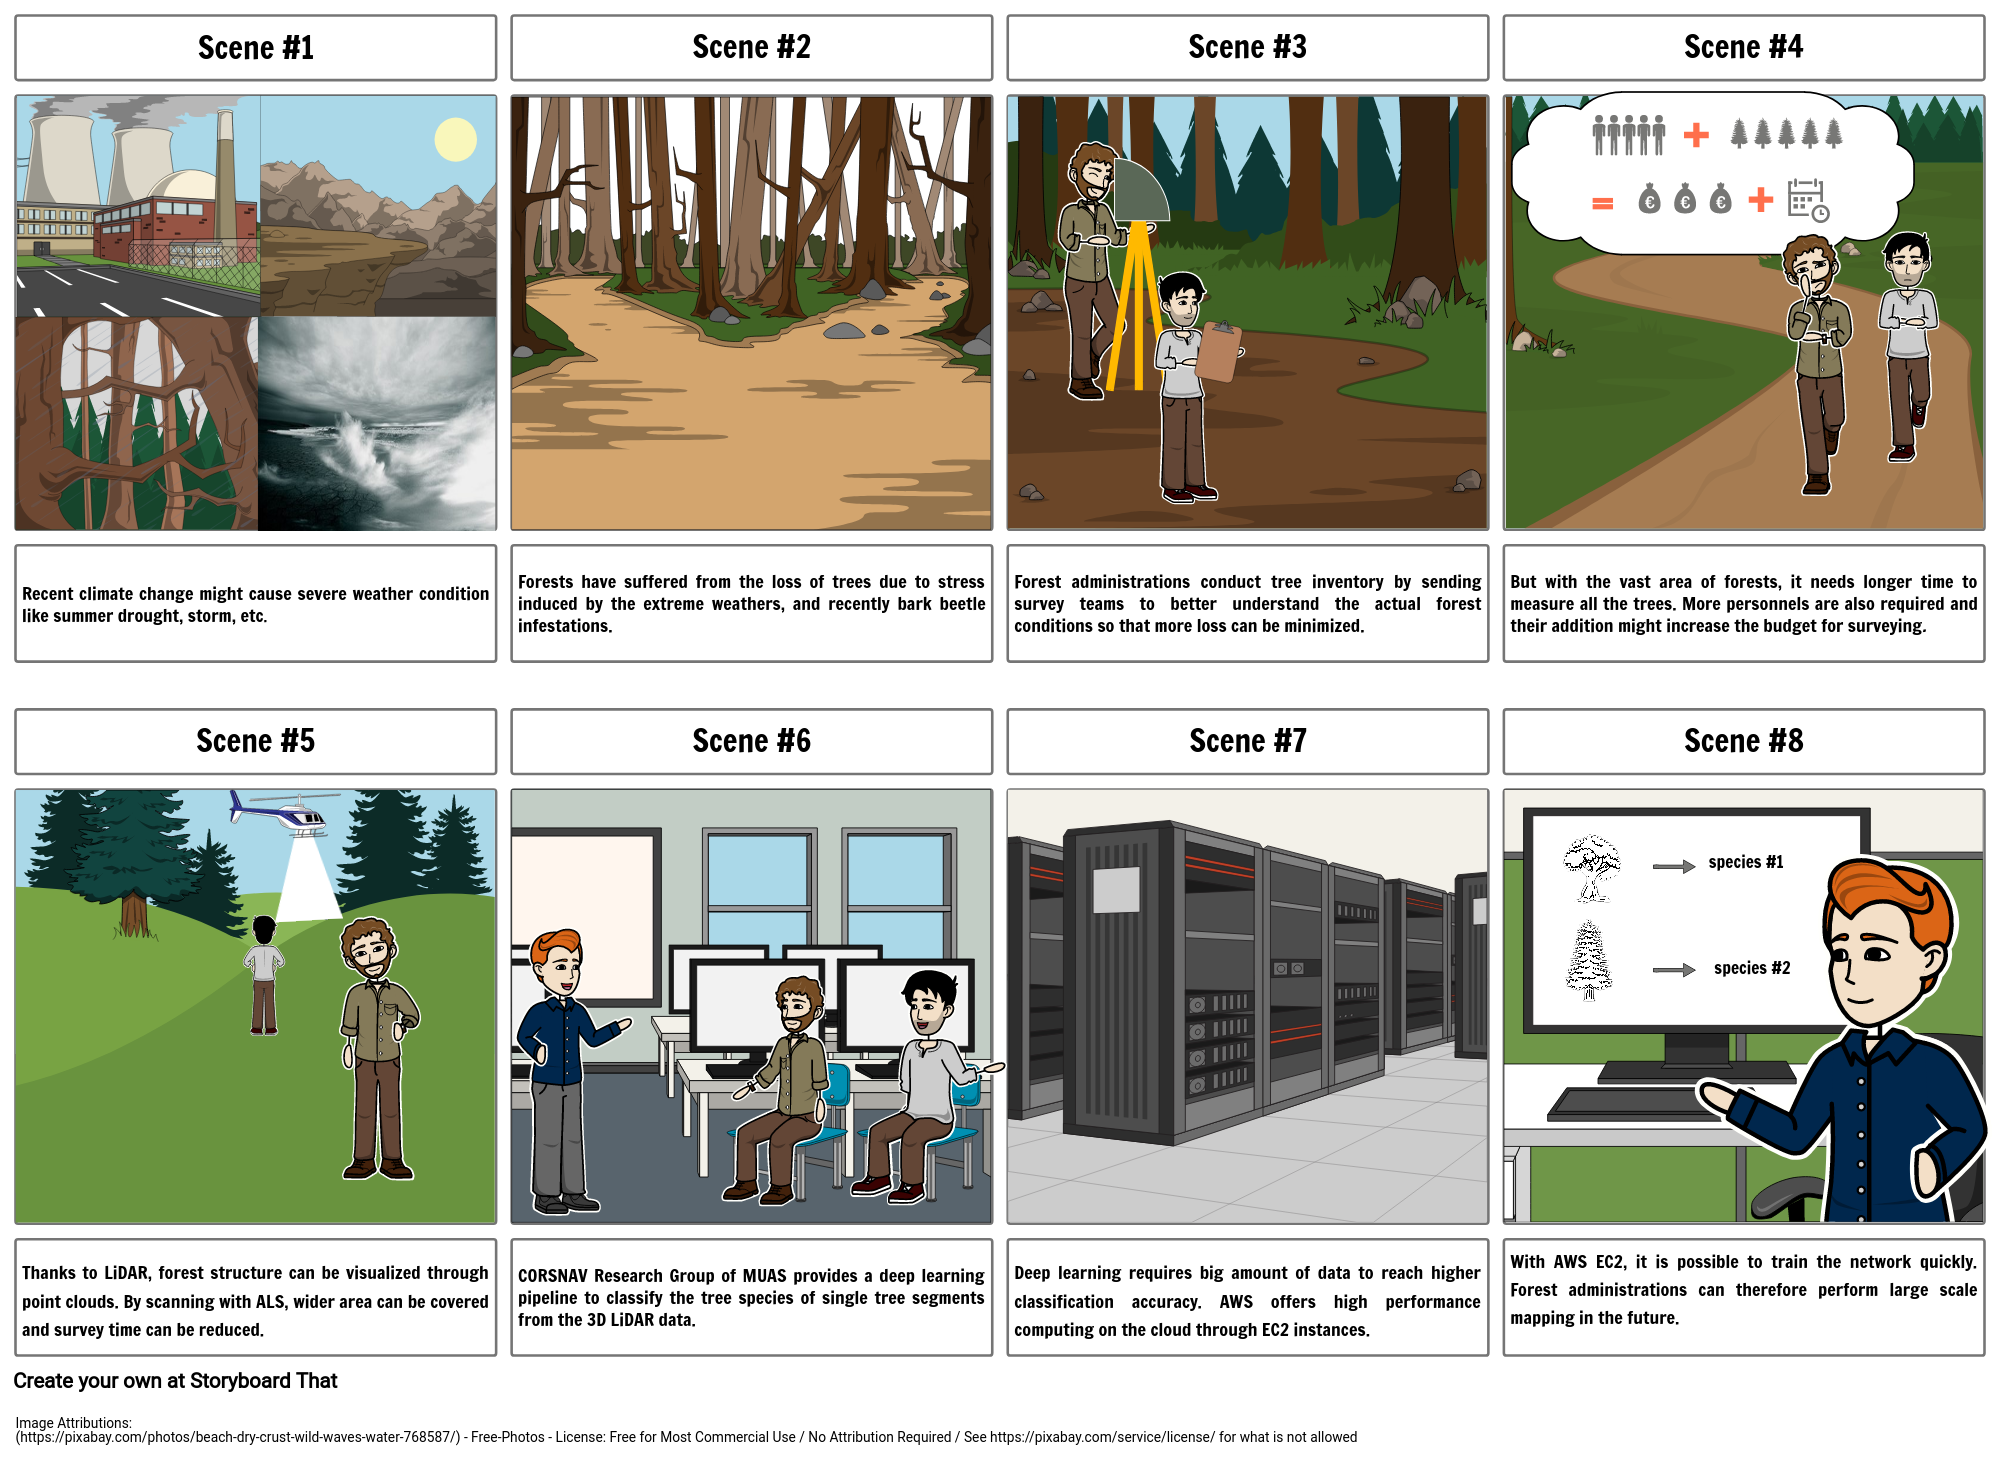 Scene #1
Scene #2
Scene #3
Scene #4
Recent climate change might cause severe weather condition
like summer drought, storm, etc.
Forests have suffered from the loss of trees due to stress
induced by the extreme weathers, and recently bark beetle
infestations.
Forest administrations conduct tree inventory by sending
survey teams to better understand the actual forest
conditions so that more loss can be minimized.
€ € €
But with the vast area of forests, it needs longer time to
measure all the trees. More personnels are also required and
their addition might increase the budget for surveying.
Scene #5
Scene #6
Scene #7
Scene #8
species #1
species #2
Thanks to LiDAR, forest structure can be visualized through
point clouds. By scanning with ALS, wider area can be covered
and survey time can be reduced.
CORSNAV Research Group of MUAS provides a deep learning
pipeline to classify the tree species of single tree segments
from the 3D LiDAR data.
Deep learning requires big amount of data to reach higher
classification accuracy. AWS offers high performance
computing on the cloud through EC2 instances.
With AWS EC2, it is possible to train the network quickly.
Forest administrations can therefore perform large scale
mapping in the future.
Create your own at Storyboard That
Image Attributions:
(https://pixabay.com/photos/beach-dry-crust-wild-waves-water-768587/) - Free-Photos - License: Free for Most Commercial Use / No Attribution Required / See https://pixabay.com/service/license/ for what is not allowed